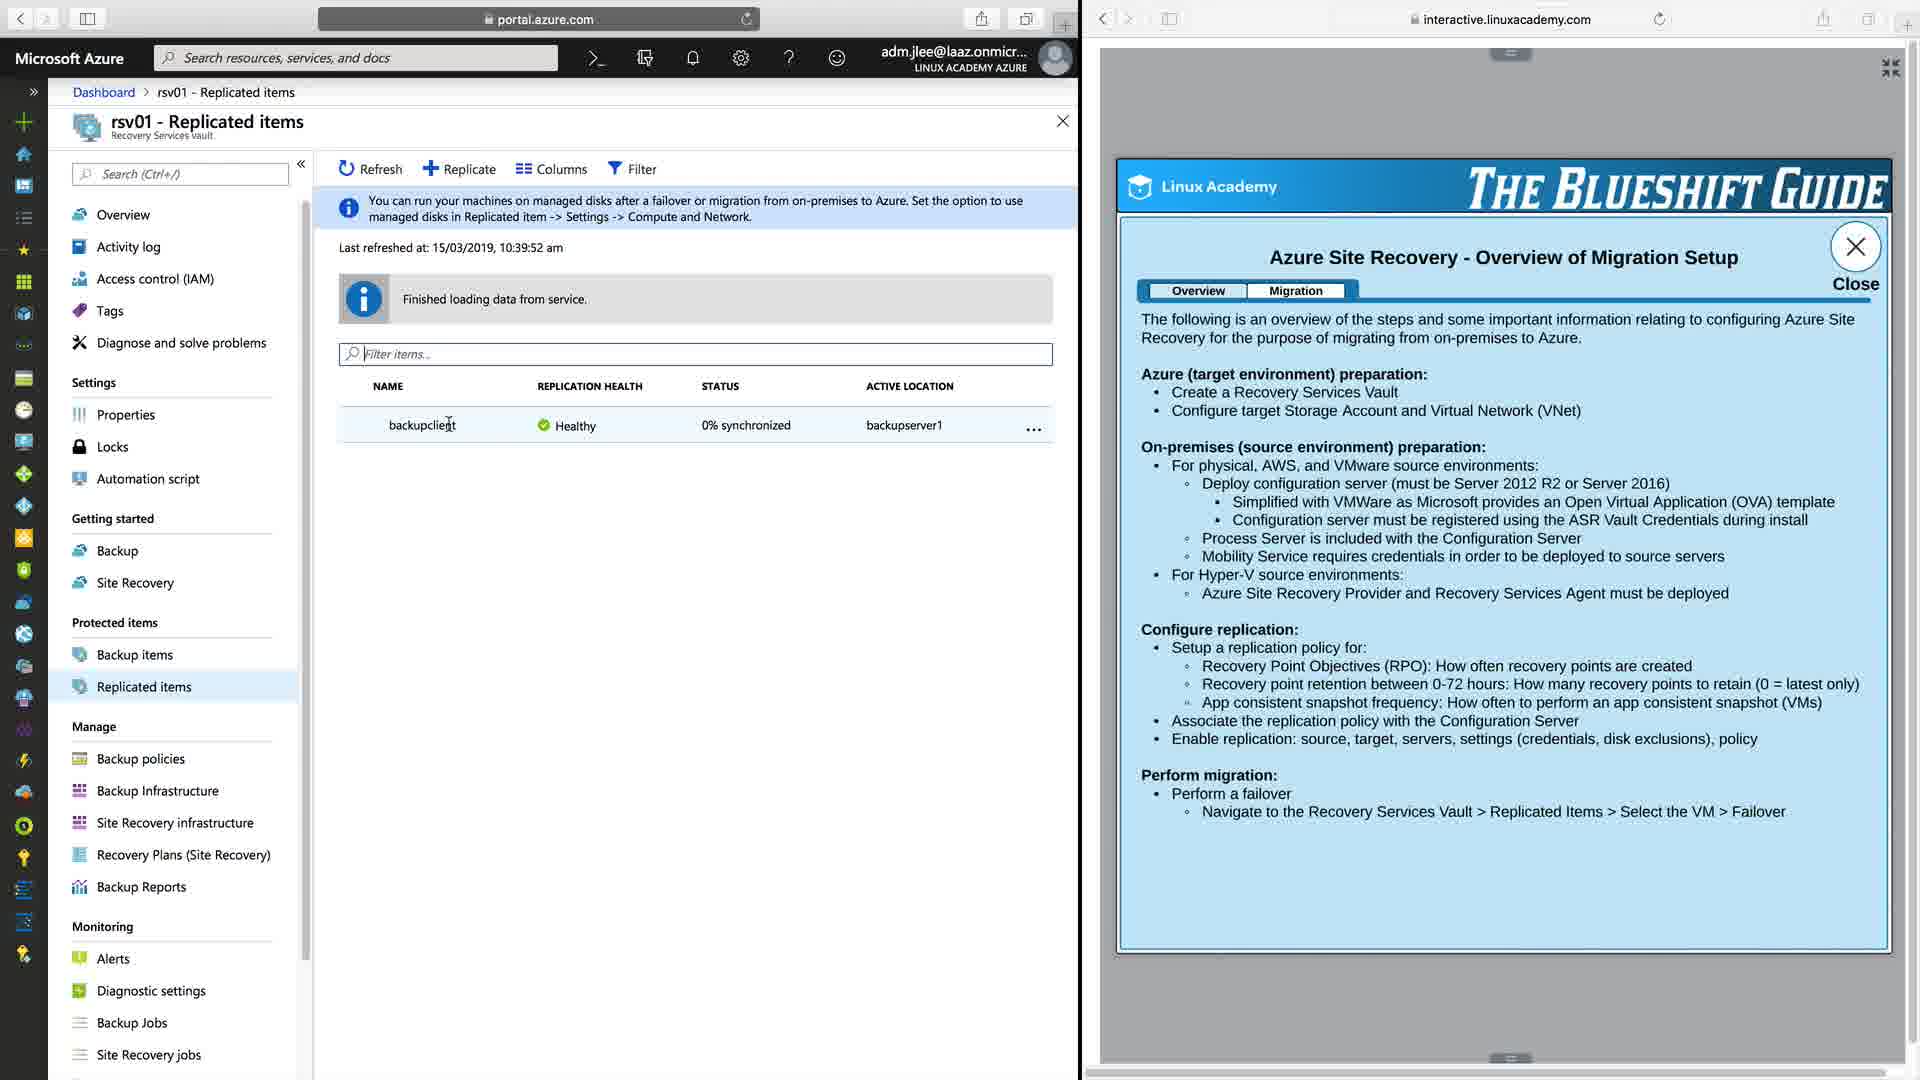 portal.azure.com
Microsoft Azure
Search resources, services, and docs
adm.jlee@laaz.onmicr...
LINUX ACADEMY AZURE
Dashboard > rsv01 - Replicated items
rsv01 - Replicated items
Recovery Services vault
Search (Ctrl+/)
Overview
Activity log
Access control (IAM)
Tags
Diagnose and solve problems
Settings
Properties
Locks
Automation script
Getting started
Backup
Site Recovery
Protected items
Backup items
Replicated items
Manage
Backup policies
Backup Infrastructure
Site Recovery infrastructure
Recovery Plans (Site Recovery)
Backup Reports
Monitoring
Alerts
Diagnostic settings
Backup Jobs
Site Recovery jobs
Refresh Replicate Columns Filter
You can run your machines on managed disks after a failover or migration from on-premises to Azure. Set the option to use
managed disks in Replicated item -> Settings -> Compute and Network.
Last refreshed at: 15/03/2019, 10:39:52 am
Finished loading data from service.
Filter items...
NAME REPLICATION HEALTH STATUS ACTIVE LOCATION
backupclient Healthy 0% synchronized backupserver1 ...
interactive.linuxacademy.com
Linux Academy
THE BLUESHIFT GUIDE
Azure Site Recovery - Overview of Migration Setup
Close
Overview Migration
The following is an overview of the steps and some important information relating to configuring Azure Site
Recovery for the purpose of migrating from on-premises to Azure.
Azure (target environment) preparation:
• Create a Recovery Services Vault
• Configure target Storage Account and Virtual Network (VNet)
On-premises (source environment) preparation:
• For physical, AWS, and VMware source environments:
◦ Deploy configuration server (must be Server 2012 R2 or Server 2016)
▪ Simplified with VMWare as Microsoft provides an Open Virtual Application (OVA) template
▪ Configuration server must be registered using the ASR Vault Credentials during install
◦ Process Server is included with the Configuration Server
◦ Mobility Service requires credentials in order to be deployed to source servers
• For Hyper-V source environments:
◦ Azure Site Recovery Provider and Recovery Services Agent must be deployed
Configure replication:
• Setup a replication policy for:
◦ Recovery Point Objectives (RPO): How often recovery points are created
◦ Recovery point retention between 0-72 hours: How many recovery points to retain (0 = latest only)
◦ App consistent snapshot frequency: How often to perform an app consistent snapshot (VMs)
• Associate the replication policy with the Configuration Server
• Enable replication: source, target, servers, settings (credentials, disk exclusions), policy
Perform migration:
• Perform a failover
◦ Navigate to the Recovery Services Vault > Replicated Items > Select the VM > Failover